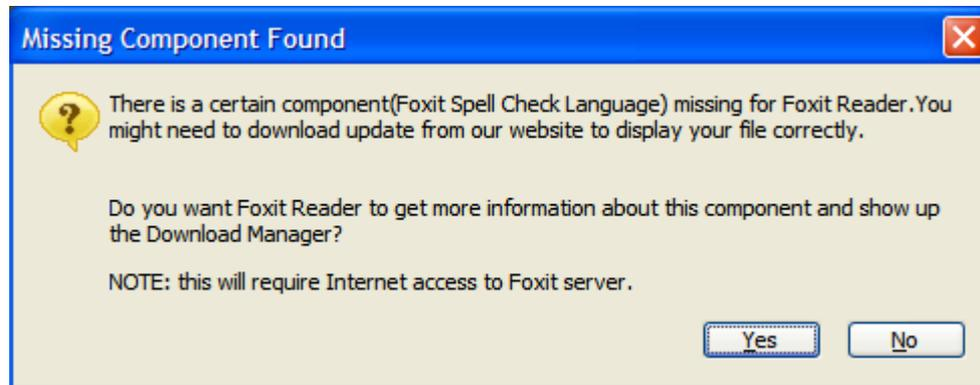 Missing Component Found
There is a certain component(Foxit Spell Check Language) missing for Foxit Reader.You
might need to download update from our website to display your file correctly.
Do you want Foxit Reader to get more information about this component and show up
the Download Manager?
NOTE: this will require Internet access to Foxit server.
Yes No